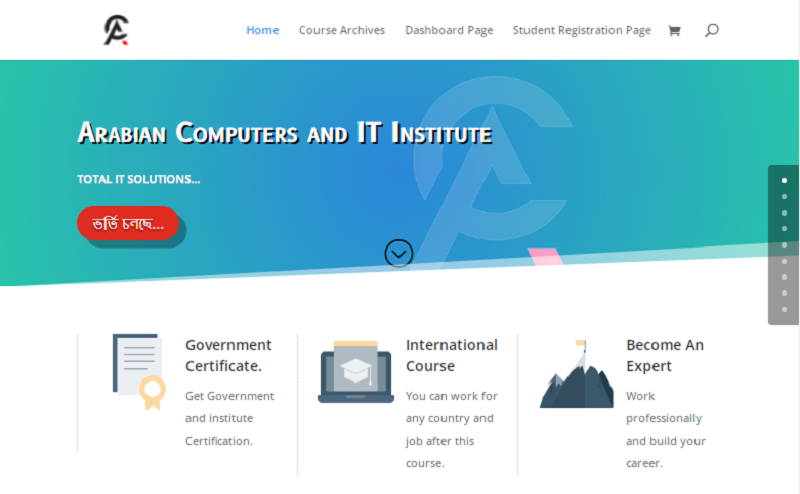 Home Course Archives Dashboard Page Student Registration Page
Arabian Computers and IT Institute
TOTAL IT SOLUTIONS...
ভর্তি চলছে...
Government
Certificate.
Get Government
and institute
Certification.
International
Course
You can work for
any country and
job after this
course.
Become An
Expert
Work
professionally
and build your
career.